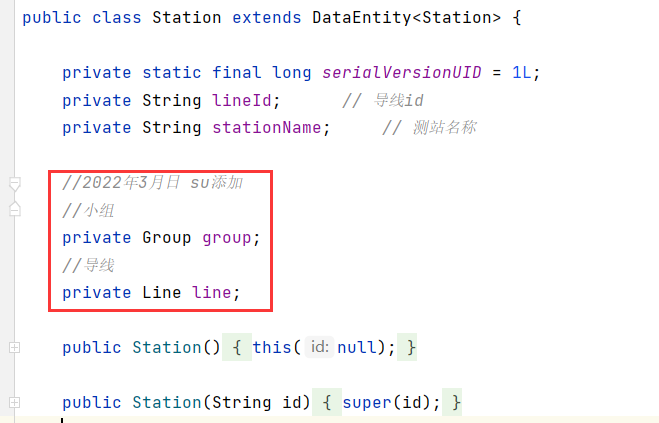 public class Station extends DataEntity<Station> {
private static final long serialVersionUID = 1L;
private String lineId;      // 导线id
private String stationName;     // 测站名称
//2022年3月日 su添加
//小组
private Group group;
//导线
private Line line;
public Station() { this( id: null); }
public Station(String id) { super(id); }